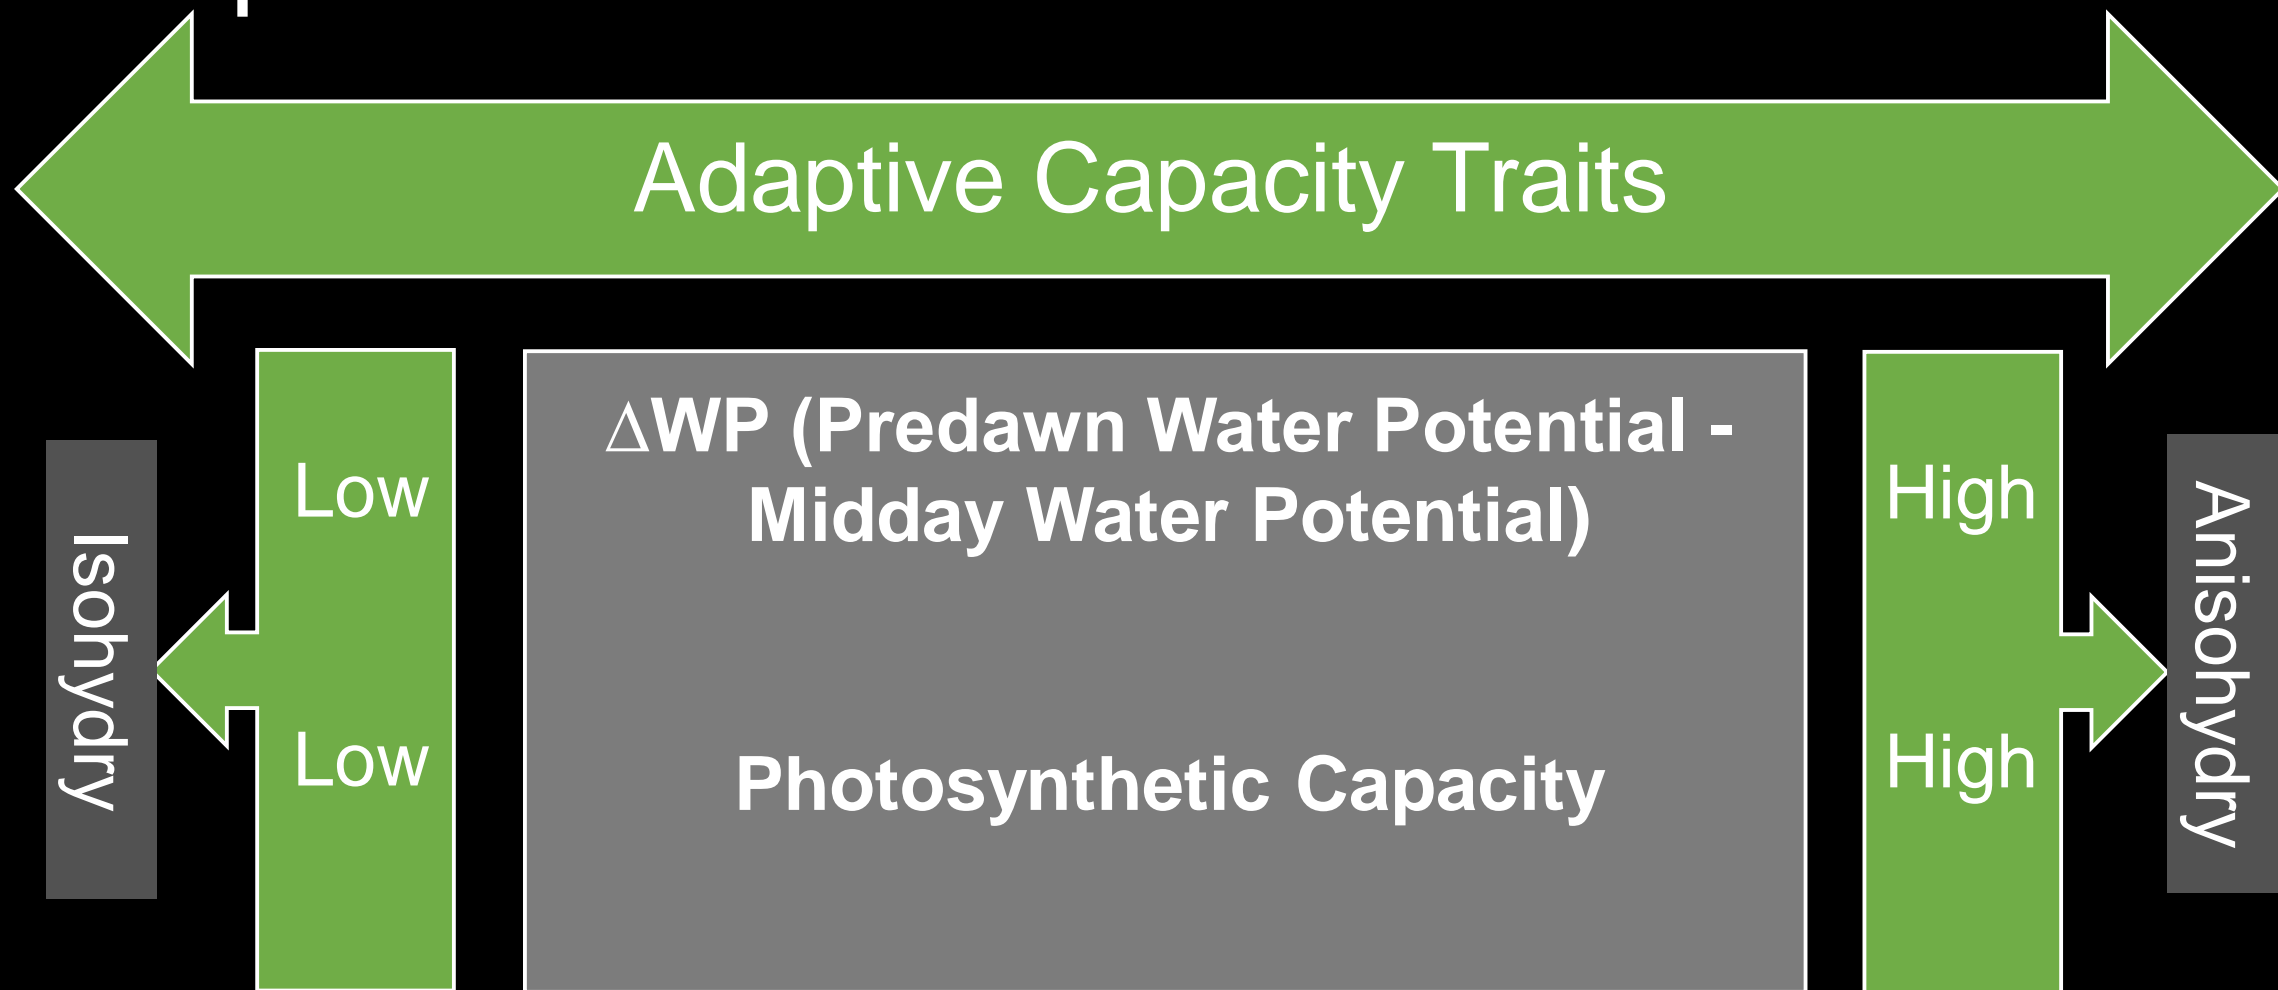 Adaptive Capacity Traits
ΔWP (Predawn Water Potential -
Midday Water Potential)
Low
High
Isohydry
Anisohydry
Low
Photosynthetic Capacity
High